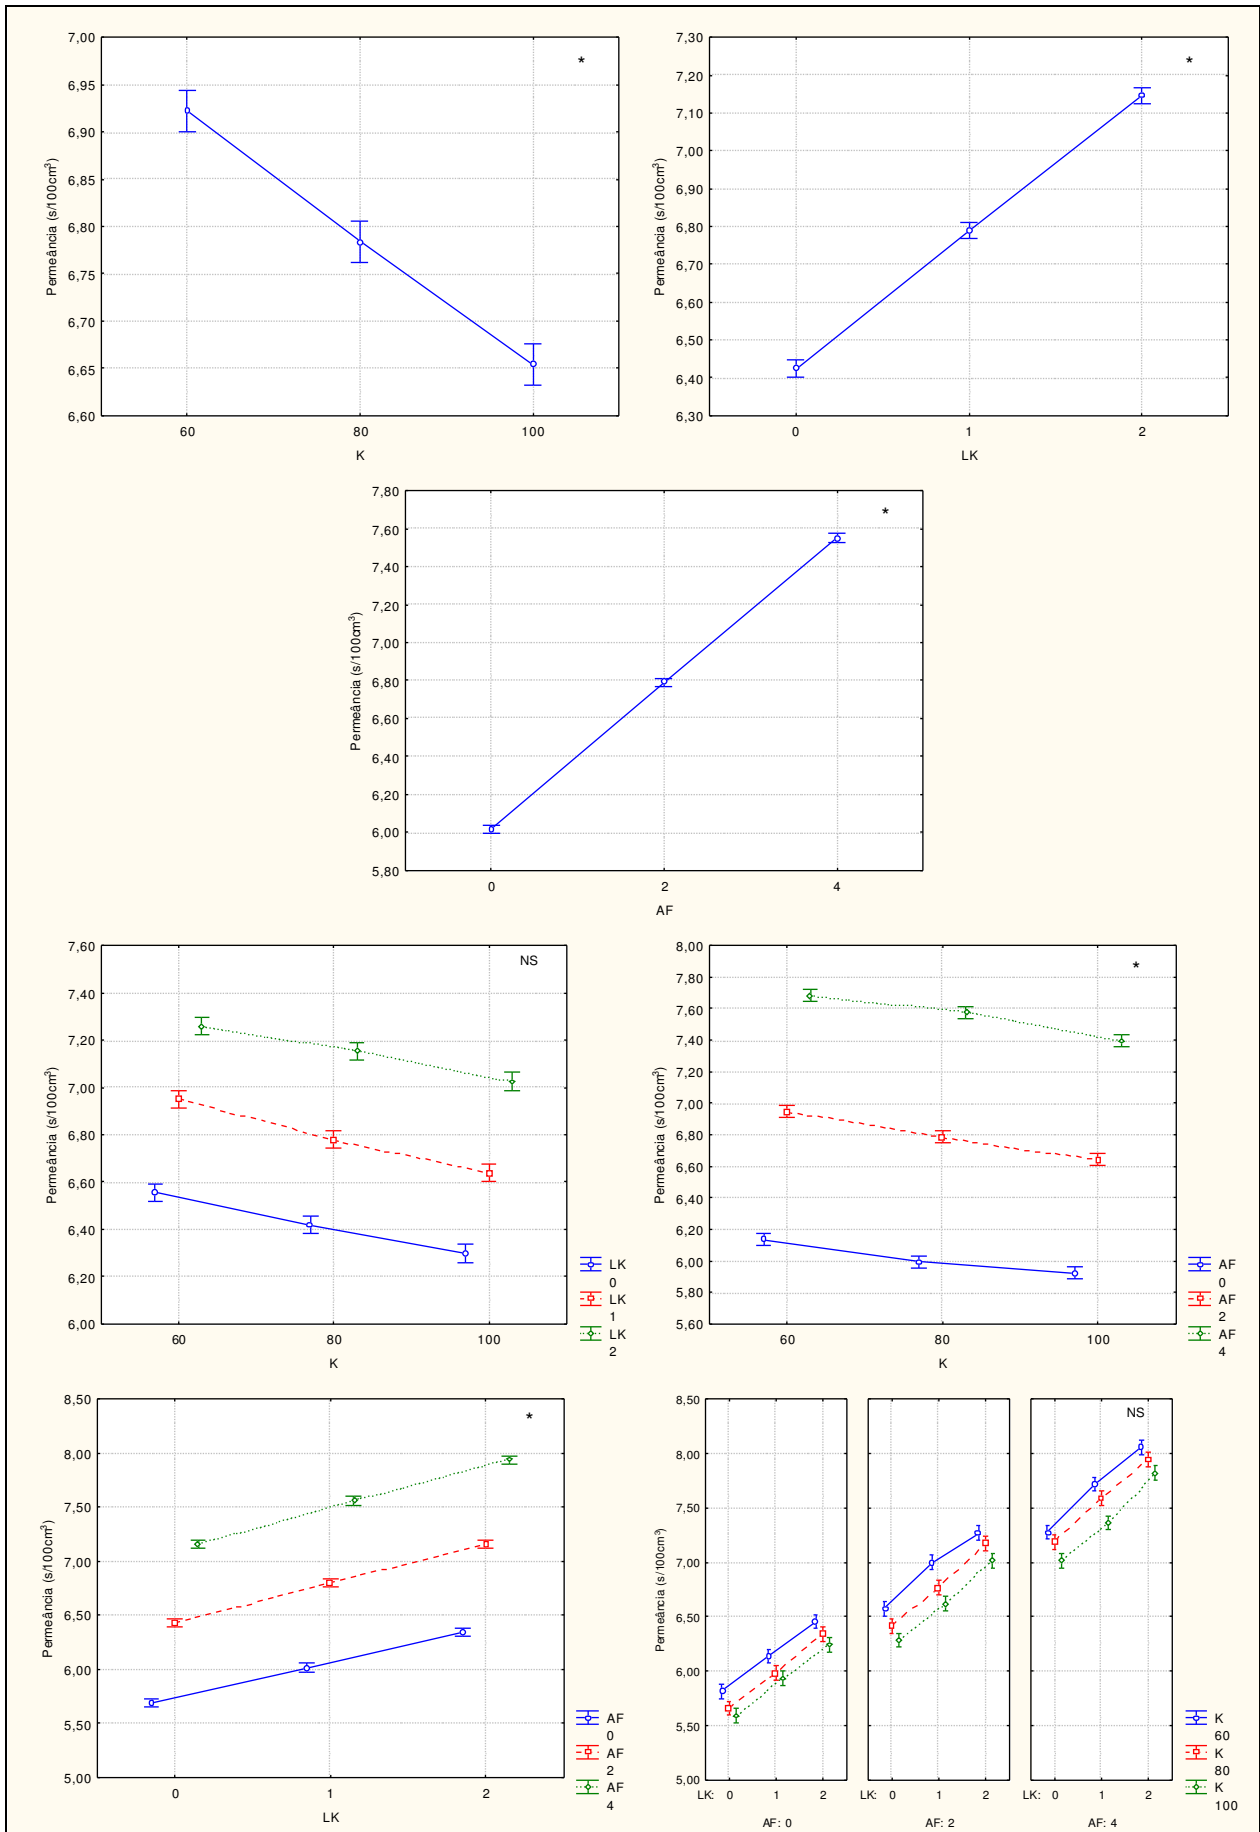 7,00
6,95
6,90
6,85
6,80
6,75
6,70
6,65
6,60
Permeância (s/100cm³)
*
60 80 100
K
7,30
7,20
7,10
7,00
6,90
6,80
6,70
6,60
6,50
6,40
6,30
Permeância (s/100cm³)
*
0 1 2
LK
7,80
7,60
7,40
7,20
7,00
6,80
6,60
6,40
6,20
6,00
5,80
Permeância (s/100cm³)
*
0 2 4
AF
7,60
7,40
7,20
7,00
6,80
6,60
6,40
6,20
6,00
Permeância (s/100cm³)
NS
60 80 100
K
LK
0
LK
1
LK
2
8,00
7,80
7,60
7,40
7,20
7,00
6,80
6,60
6,40
6,20
6,00
5,80
5,60
Permeância (s/100cm³)
*
60 80 100
K
AF
0
AF
2
AF
4
8,50
8,00
7,50
7,00
6,50
6,00
5,50
5,00
Permeância (s/100cm³)
*
0 1 2
LK
AF
0
AF
2
AF
4
8,50
8,00
7,50
7,00
6,50
6,00
5,50
5,00
Permeância (s/100cm³)
NS
LK: 0 1 2
AF: 0
LK: 0 1 2
AF: 2
LK: 0 1 2
AF: 4
K
60
K
80
K
100